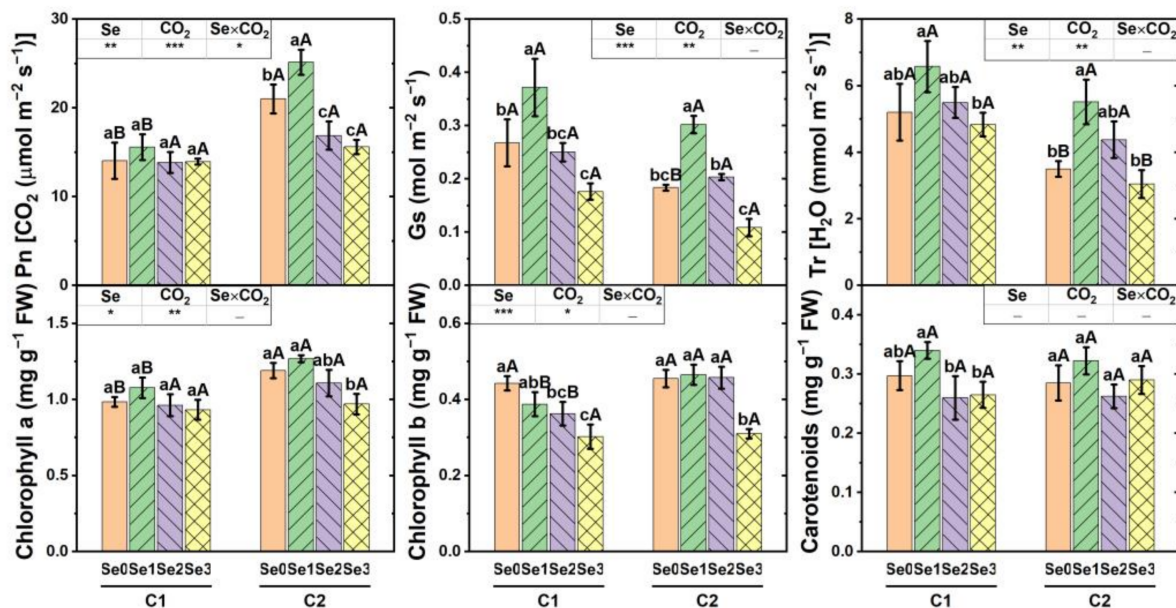 Pn [CO2 (μmol m−2 s−1)]
30
20
10
0
Se CO2 Se×CO2
** *** *
aB aB aA aA
bA aA cA cA
Gs (mol m−2 s−1)
0.5
0.4
0.3
0.2
0.1
0.0
Se CO2 Se×CO2
*** ** _
bA aA bcA cA
bcB aA bA cA
Tr [H2O (mmol m−2 s−1)]
8
6
4
2
0
Se CO2 Se×CO2
** ** _
abA aA abA bA
bB aA abA bB
Chlorophyll a (mg g−1 FW)
1.5
1.0
0.5
0.0
Se CO2 Se×CO2
* ** _
aB aB aA aA
aA aA abA bA
Se0Se1Se2Se3 Se0Se1Se2Se3
C1 C2
Chlorophyll b (mg g−1 FW)
0.6
0.4
0.2
0.0
Se CO2 Se×CO2
*** * _
aA abB bcB cA
aA aA aA bA
Se0Se1Se2Se3 Se0Se1Se2Se3
C1 C2
Carotenoids (mg g−1 FW)
0.4
0.3
0.2
0.1
0.0
Se CO2 Se×CO2
_ _ _
abA aA bA bA
aA aA aA aA
Se0Se1Se2Se3 Se0Se1Se2Se3
C1 C2